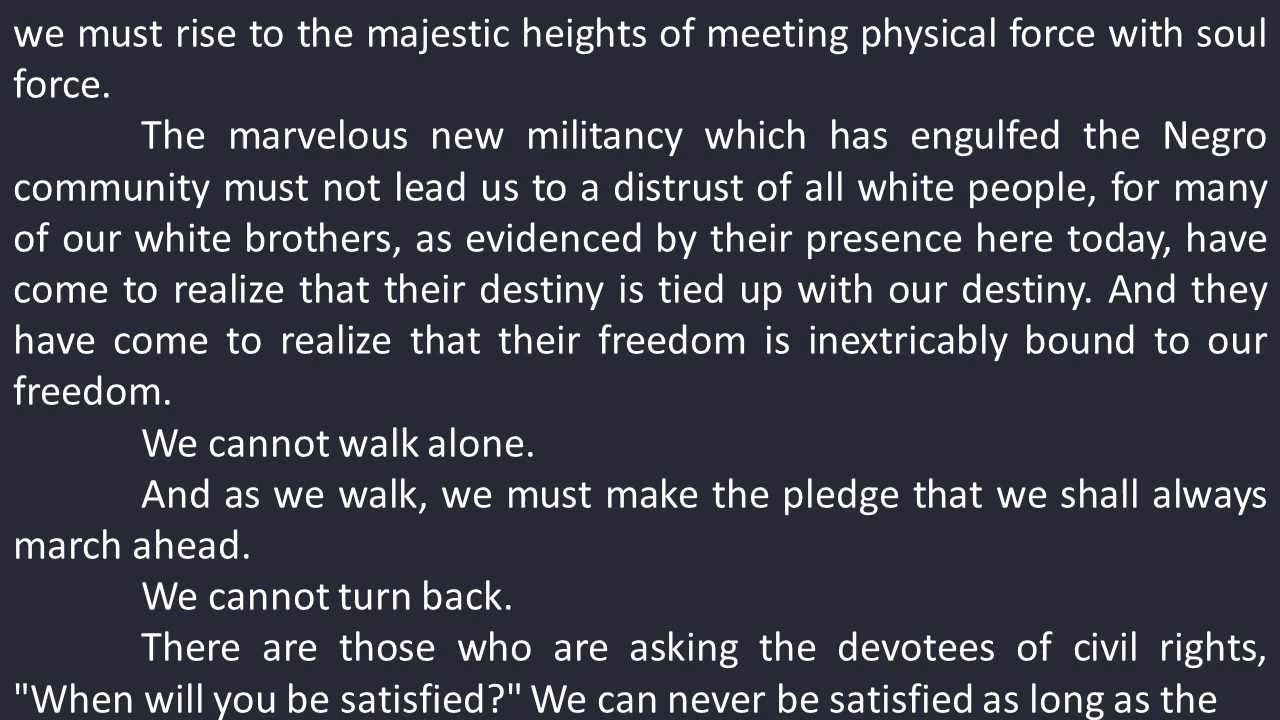 we must rise to the majestic heights of meeting physical force with soul
force.
The marvelous new militancy which has engulfed the Negro
community must not lead us to a distrust of all white people, for many
of our white brothers, as evidenced by their presence here today, have
come to realize that their destiny is tied up with our destiny. And they
have come to realize that their freedom is inextricably bound to our
freedom.
We cannot walk alone.
And as we walk, we must make the pledge that we shall always
march ahead.
We cannot turn back.
There are those who are asking the devotees of civil rights,
"When will you be satisfied?" We can never be satisfied as long as the